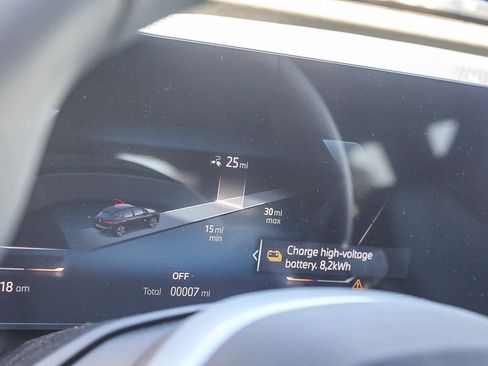 25 mi
30 mi
max
15 mi
min
Charge high-voltage
battery. 8,2kWh
18 am
OFF
Total 00007 mi